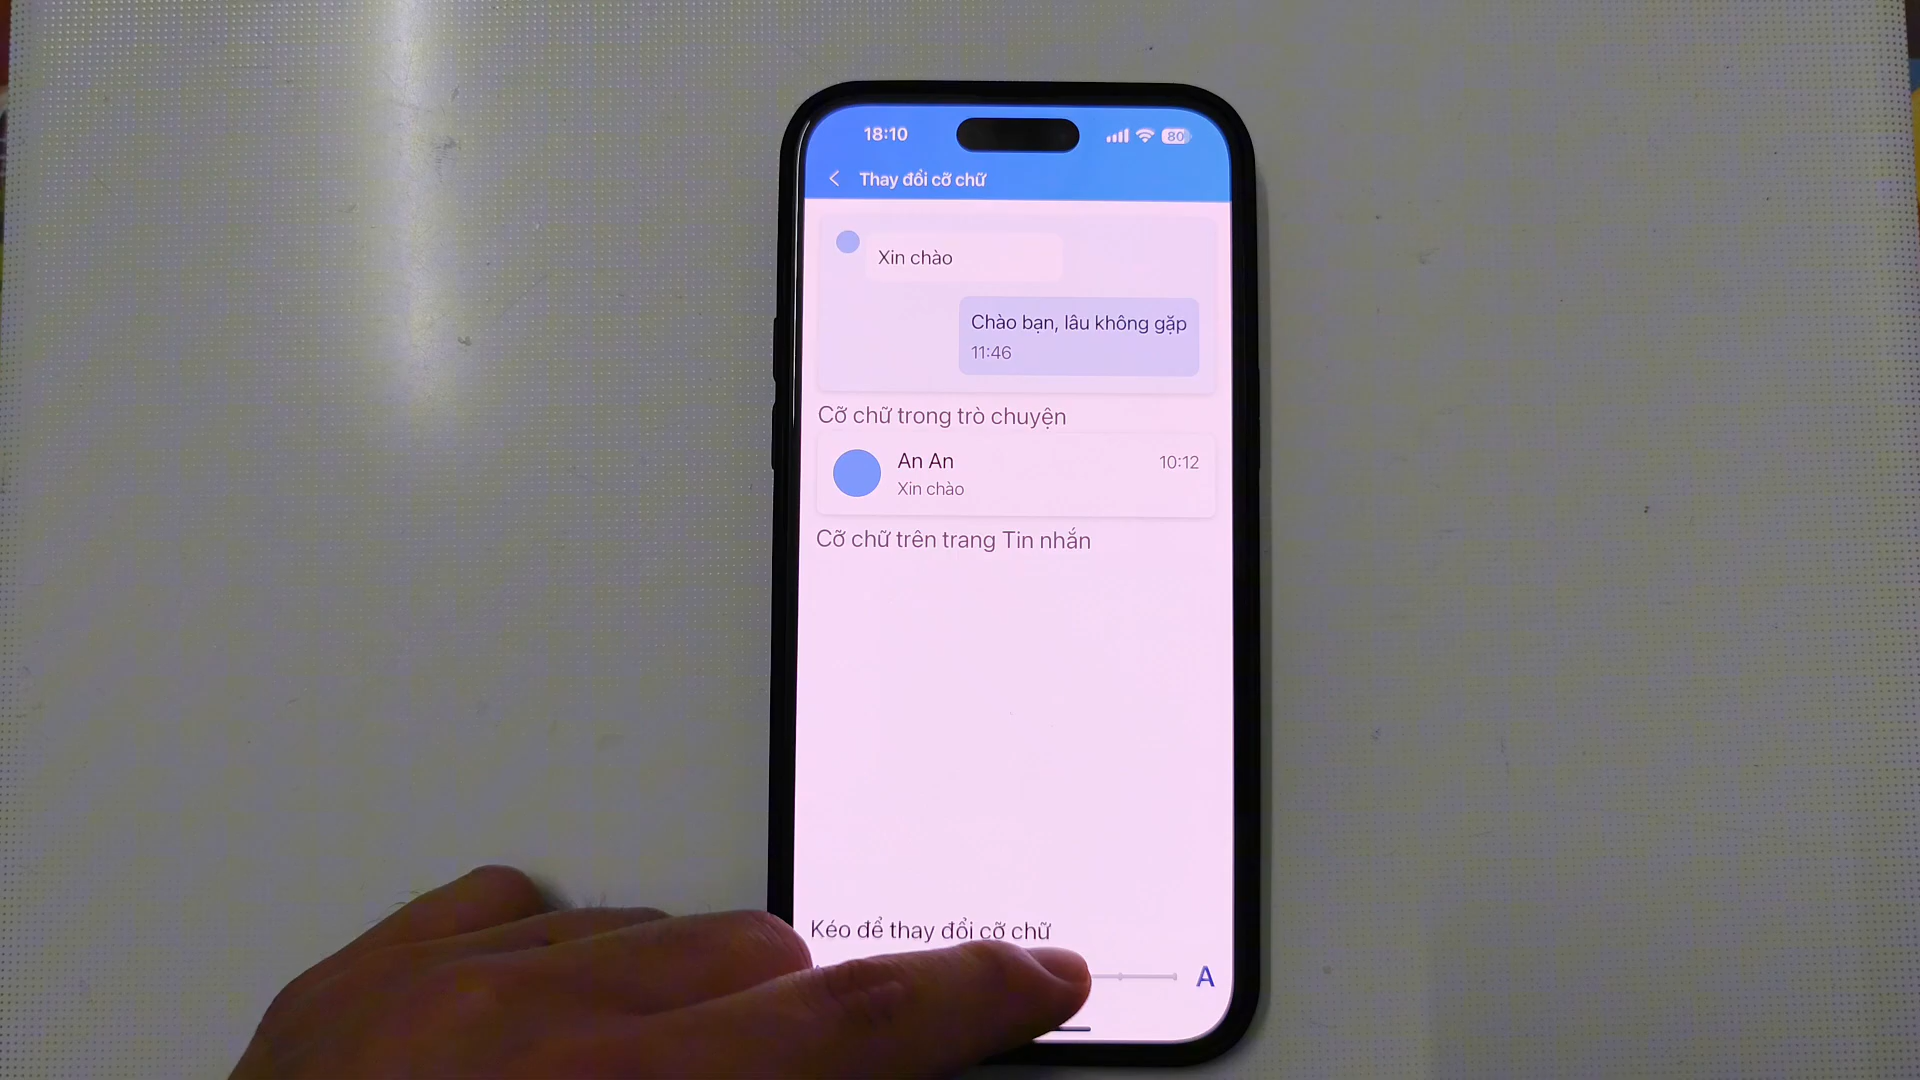 18:10
80
Thay đổi cỡ chữ
Xin chào
Chào bạn, lâu không gặp
11:46
Cỡ chữ trong trò chuyện
An An
10:12
Xin chào
Cỡ chữ trên trang Tin nhắn
Kéo để thay đổi cỡ chữ
A